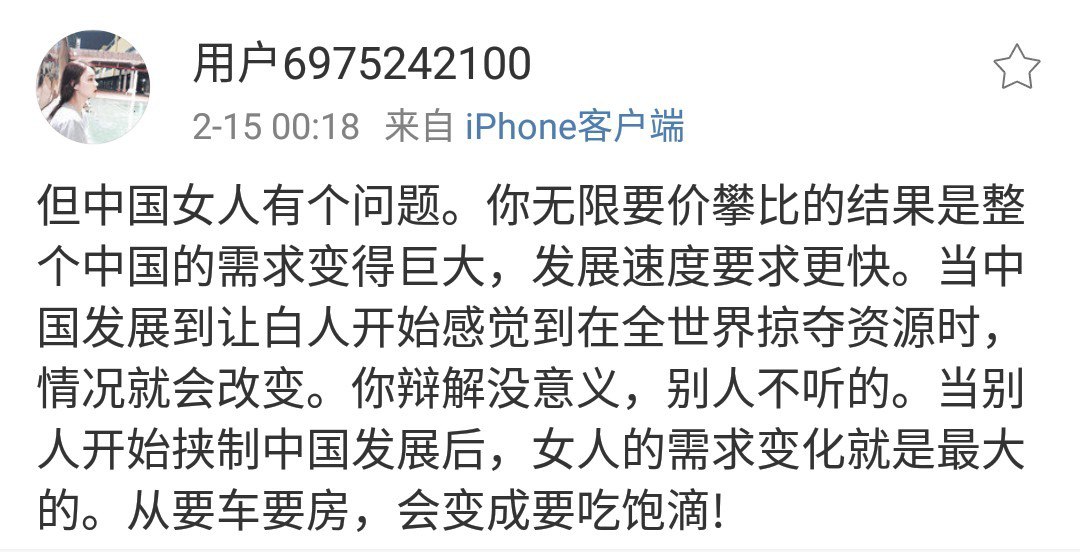 用户6975242100
2-15 00:18 来自 iPhone客户端
但中国女人有个问题。你无限要价攀比的结果是整
个中国的需求变得巨大，发展速度要求更快。当中
国发展到让白人开始感觉到在全世界掠夺资源时，
情况就会改变。你辩解没意义，别人不听的。当别
人开始挟制中国发展后，女人的需求变化就是最大
的。从要车要房，会变成要吃饱滴!